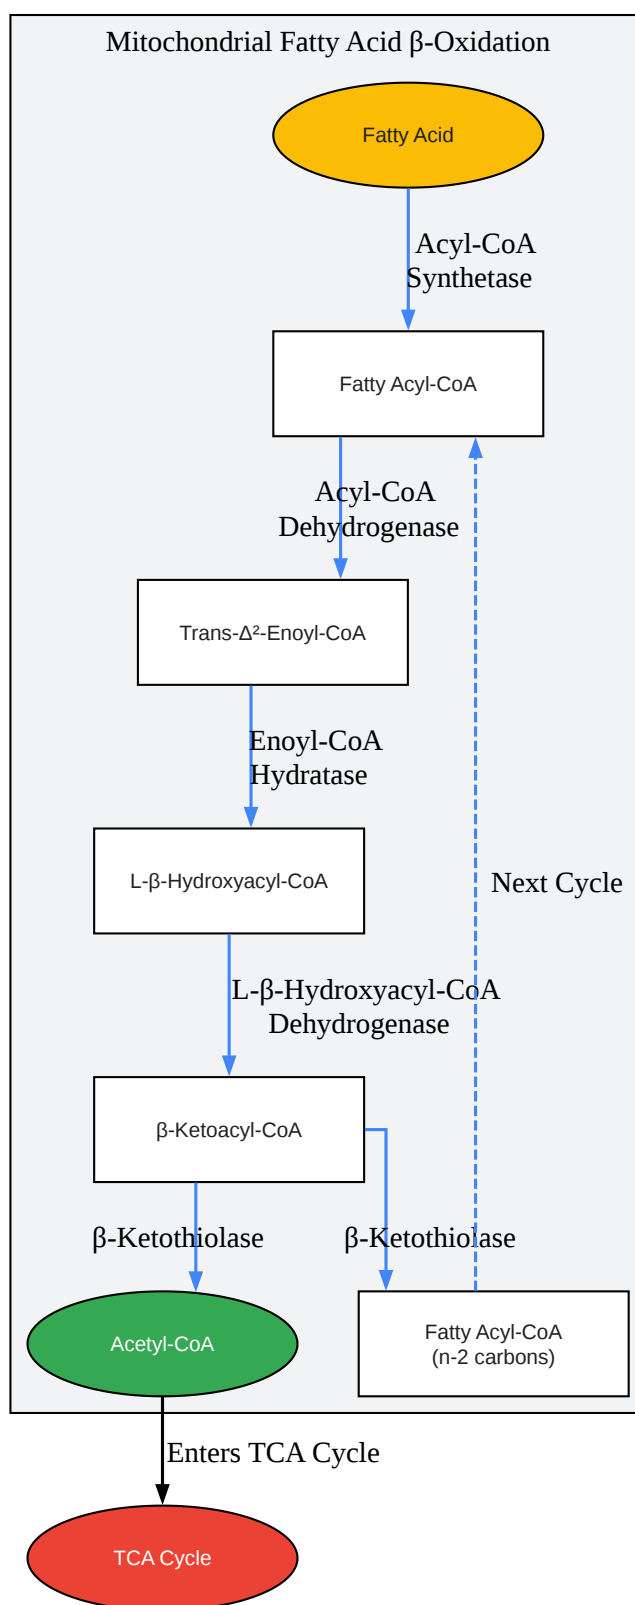 Mitochondrial Fatty Acid β-Oxidation
Fatty Acid
Acyl-CoA
Synthetase
Fatty Acyl-CoA
Acyl-CoA
Dehydrogenase
Trans-Δ²-Enoyl-CoA
Enoyl-CoA
Hydratase
L-β-Hydroxyacyl-CoA
Next Cycle
L-β-Hydroxyacyl-CoA
Dehydrogenase
β-Ketoacyl-CoA
β-Ketothiolase
β-Ketothiolase
Acetyl-CoA
Fatty Acyl-CoA
(n-2 carbons)
Enters TCA Cycle
TCA Cycle